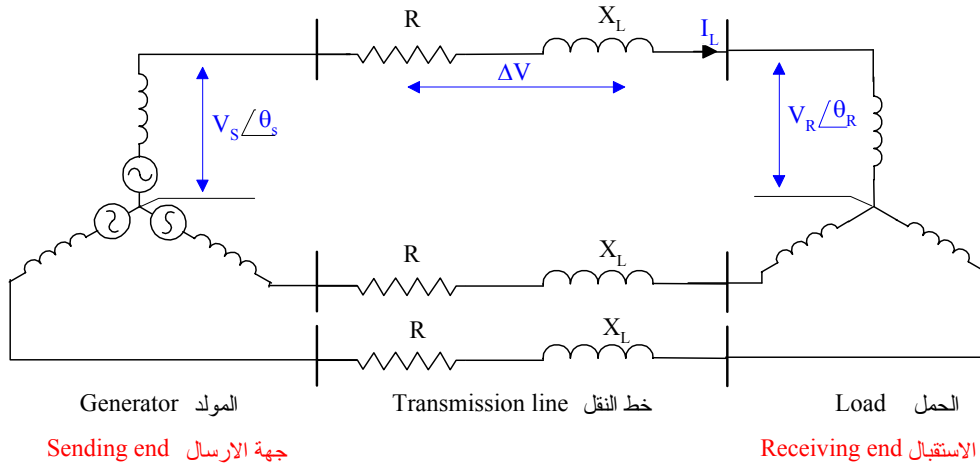 R X_L I_L
ΔV
V_S∠θ_s
V_R∠θ_R
R X_L
R X_L
Generator المولد
Transmission line خط النقل
Load الحمل
Sending end جهة الارسال
Receiving end الاستقبال